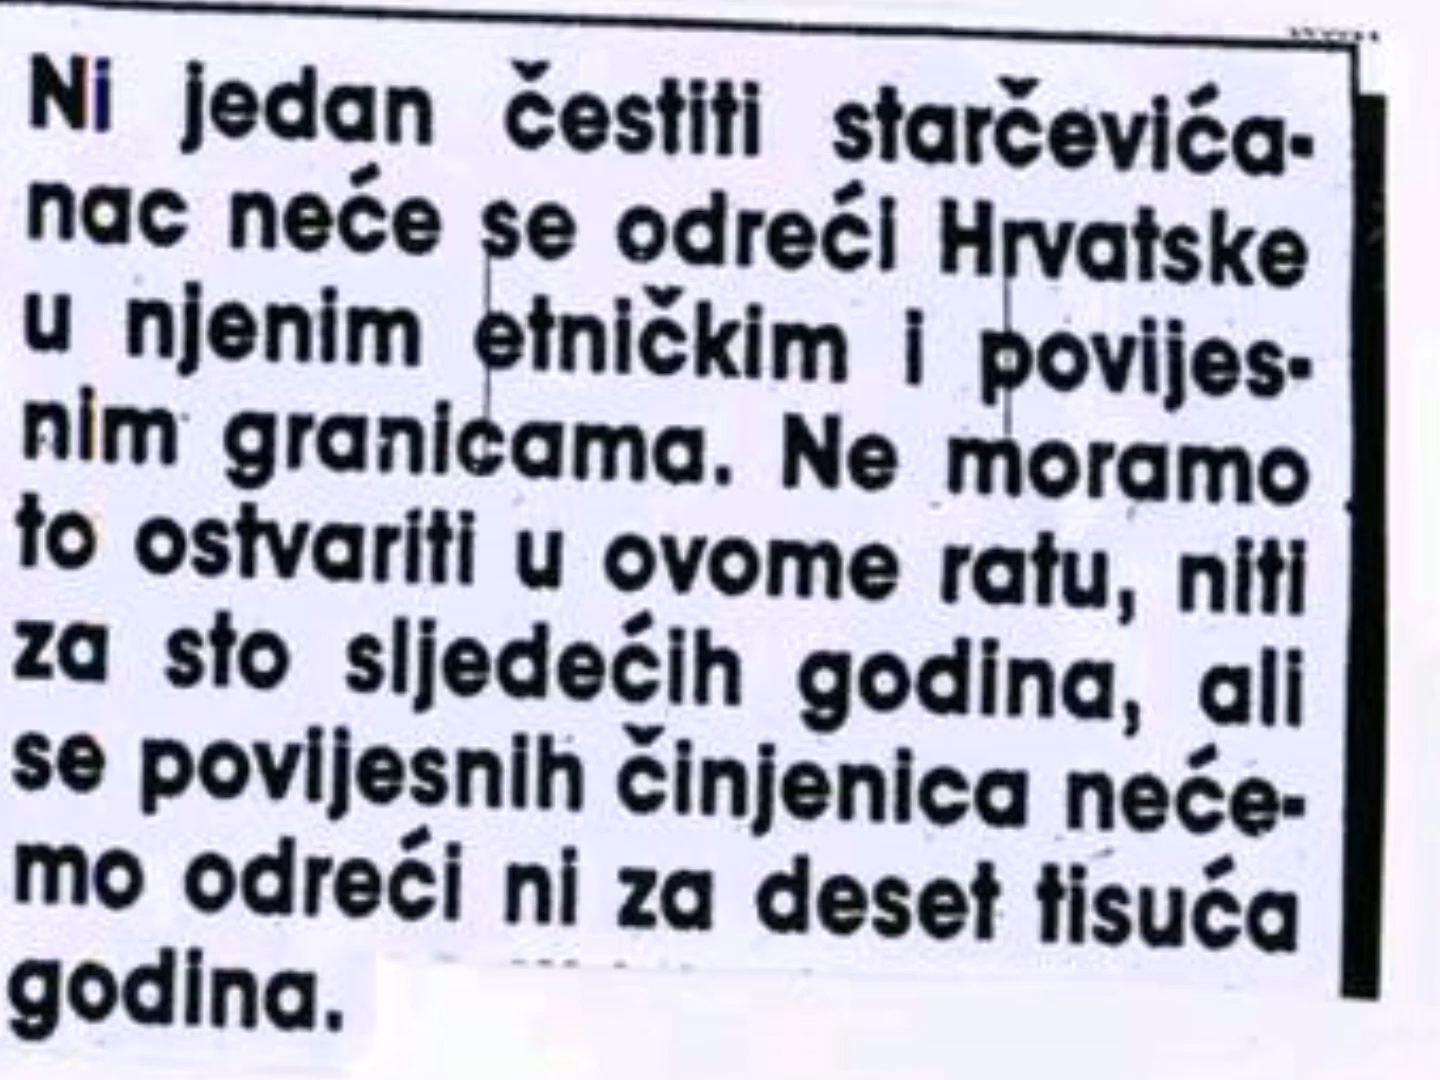 Ni jedan čestiti starčevića-
nac neće se odreći Hrvatske
u njenim etničkim i povijes-
nim granicama. Ne moramo
to ostvariti u ovome ratu, niti
za sto sljedećih godina, ali
se povijesnih činjenica neće-
mo odreći ni za deset tisuća
godina.